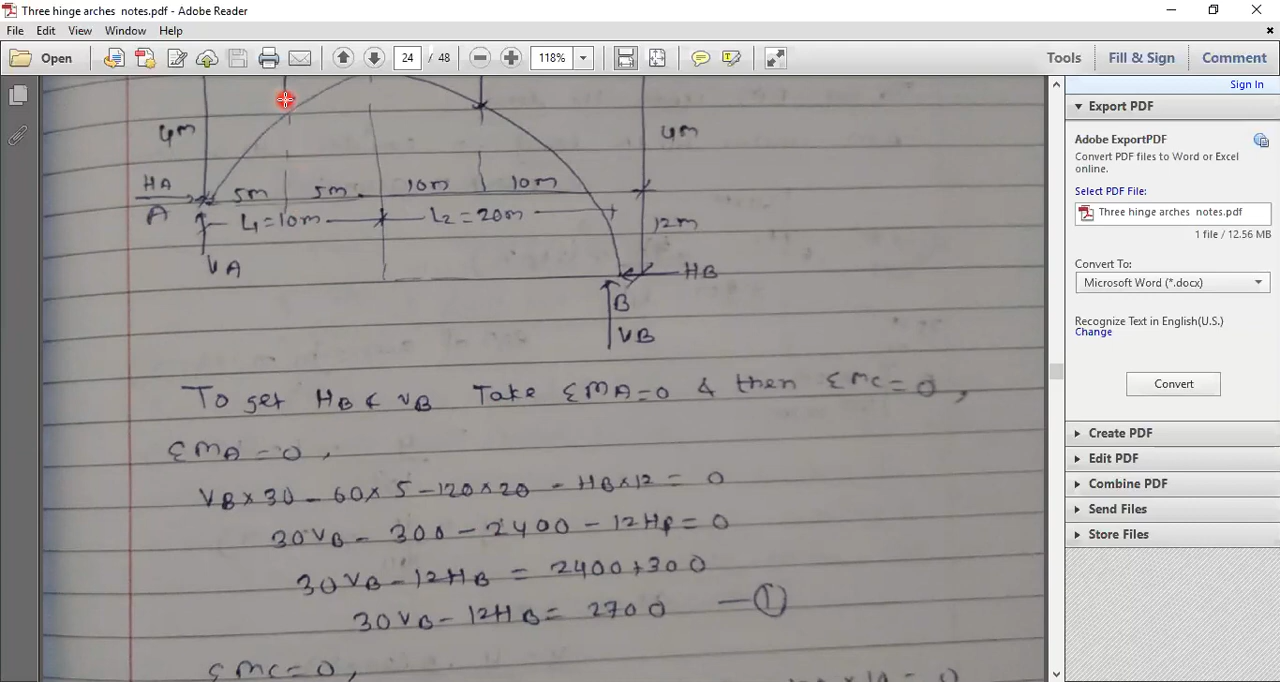 Three hinge arches notes.pdf - Adobe Reader
File Edit View Window Help
Open 24 / 48 118% Tools Fill & Sign Comment
Sign In
Export PDF
Adobe ExportPDF
Convert PDF files to Word or Excel
online.
Select PDF File:
Three hinge arches notes.pdf
1 file / 12.56 MB
Convert To:
Microsoft Word (*.docx)
Recognize Text in English(U.S.)
Change
Convert
Create PDF
Edit PDF
Combine PDF
Send Files
Store Files
4m 4m
HA 5m 5m 10m 10m
A L1=10m L2=20m 12m
VA HB
B
VB
To get HB & VB Take ΣMA=0 & then ΣMC=0,
ΣMA=0,
VB×30-60×5-120×20-HB×12=0
30VB-300-2400-12HB=0
30VB-12HB=2400+300
30VB-12HB=2700 —①
ΣMC=0,